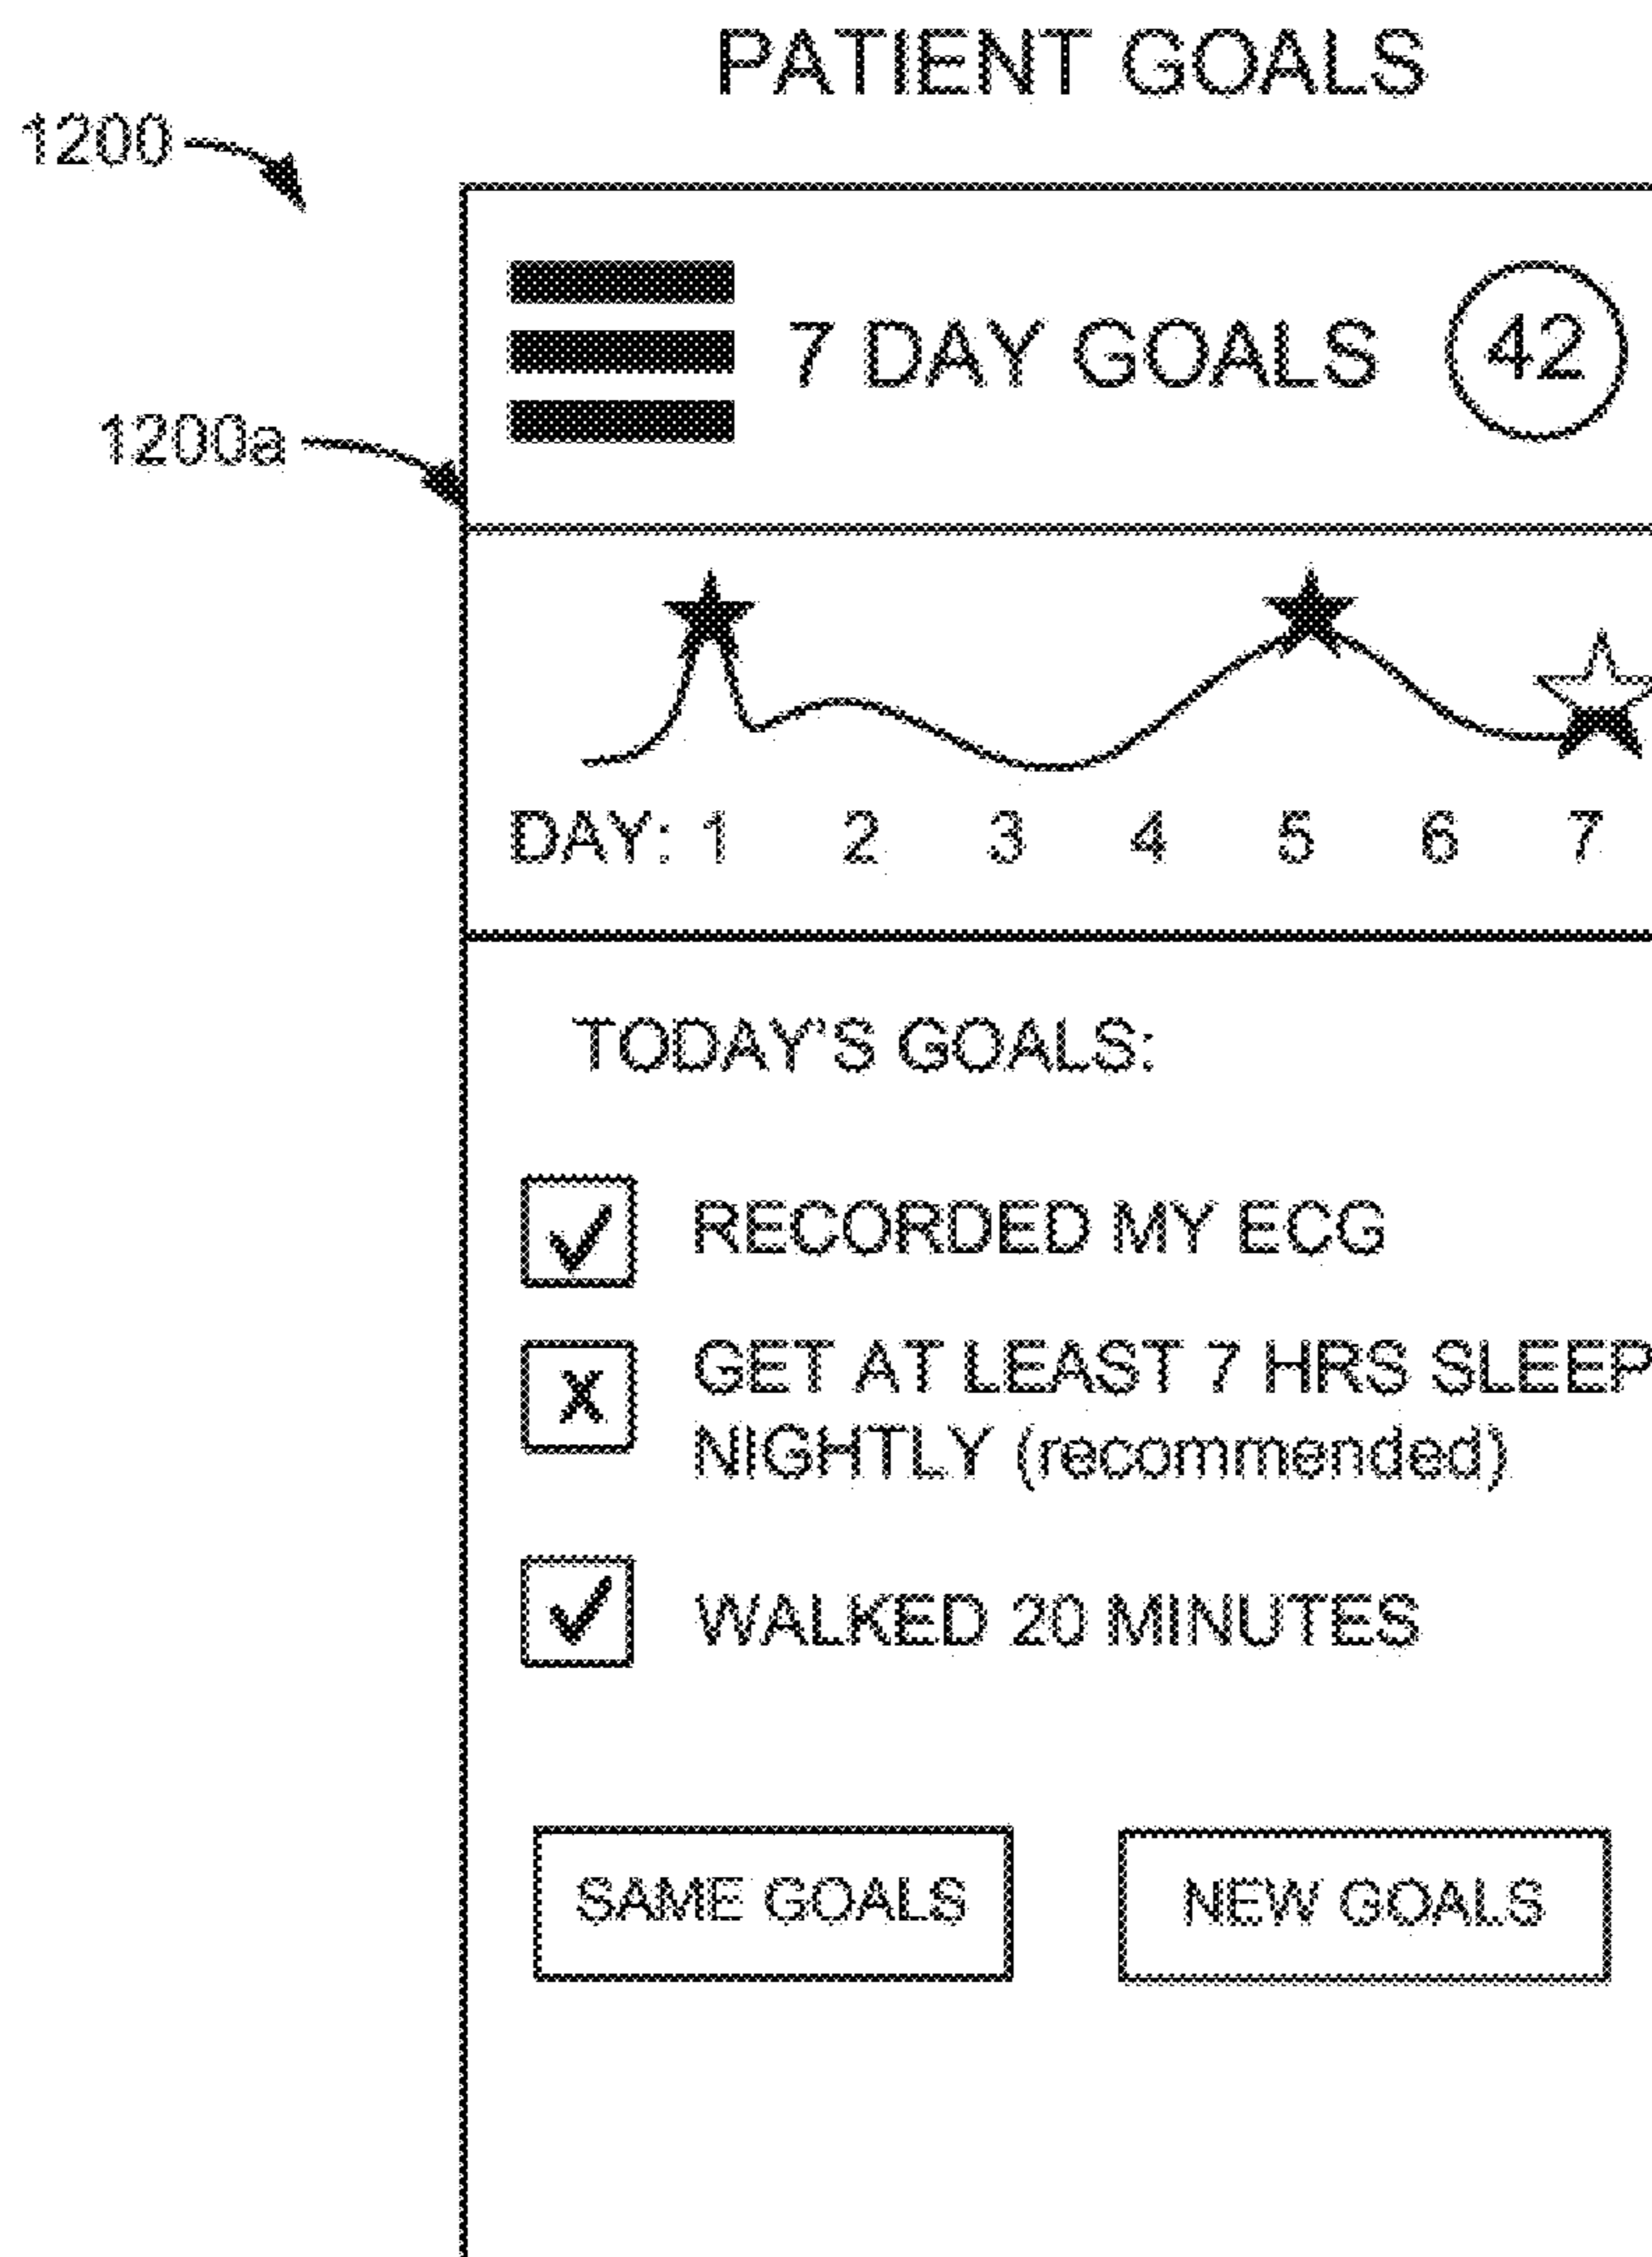 PATIENT GOALS
1200
7 DAY GOALS 42
1200a
DAY: 1 2 3 4 5 6 7
TODAY'S GOALS:
RECORDED MY ECG
GET AT LEAST 7 HRS SLEEP
NIGHTLY (recommended)
WALKED 20 MINUTES
SAME GOALS NEW GOALS